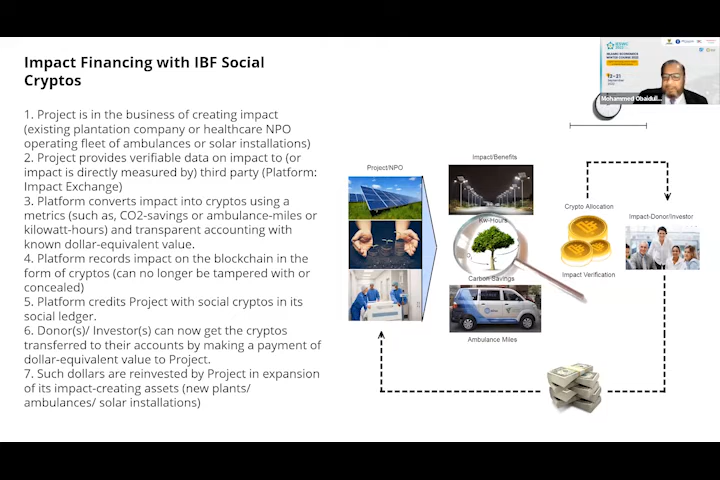 Impact Financing with IBF Social
Cryptos
1. Project is in the business of creating impact
(existing plantation company or healthcare NPO
operating fleet of ambulances or solar installations)
2. Project provides verifiable data on impact to (or
impact is directly measured by) third party (Platform:
Impact Exchange)
3. Platform converts impact into cryptos using a
metrics (such as, CO2-savings or ambulance-miles or
kilowatt-hours) and transparent accounting with
known dollar-equivalent value.
4. Platform records impact on the blockchain in the
form of cryptos (can no longer be tampered with or
concealed)
5. Platform credits Project with social cryptos in its
social ledger.
6. Donor(s)/ Investor(s) can now get the cryptos
transferred to their accounts by making a payment of
dollar-equivalent value to Project.
7. Such dollars are reinvested by Project in expansion
of its impact-creating assets (new plants/
ambulances/ solar installations)
Project/NPO
Impact/Benefits
Kw-Hours
Carbon Savings
Ambulance Miles
Crypto Allocation
Impact Verification
Impact-Donor/Investor
Mohammed Obaidul...